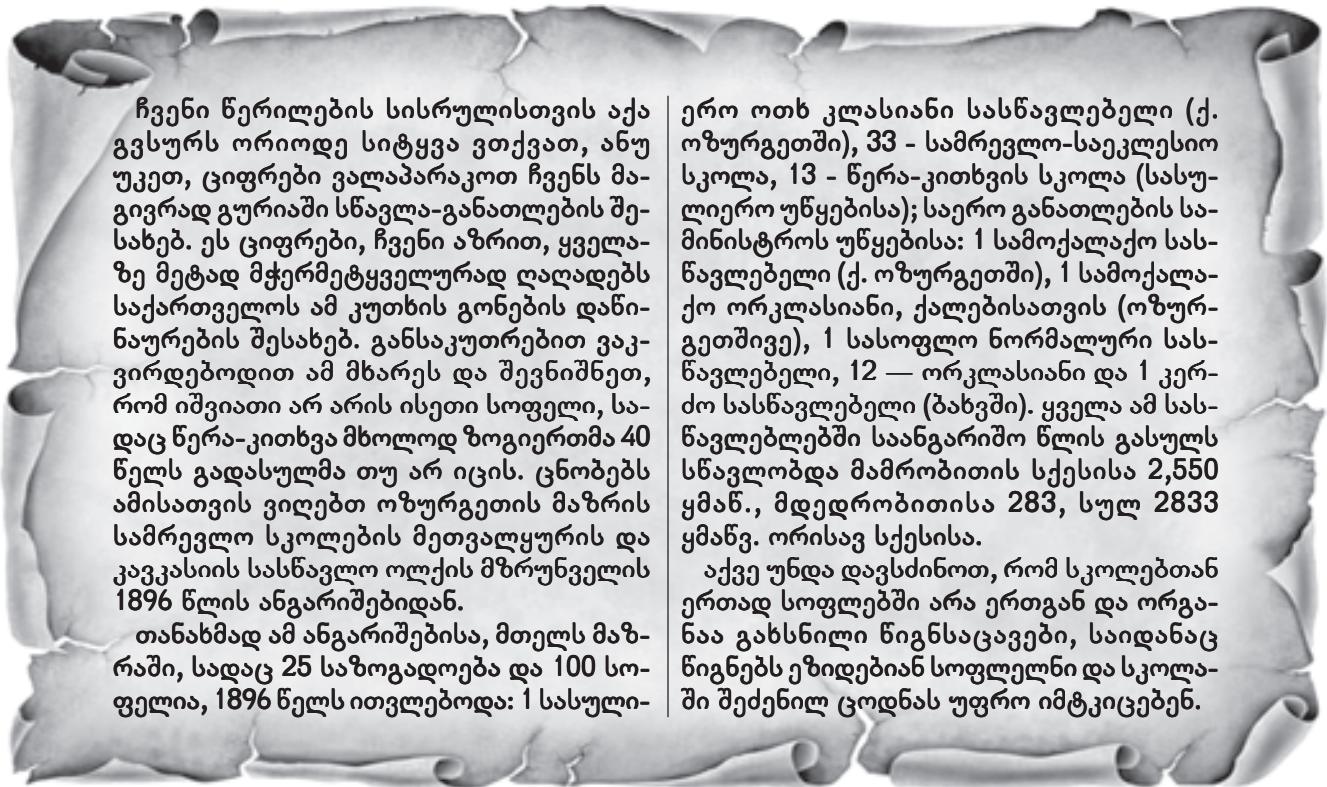 ჩვენი წერილების სისრულისთვის აქა
გვსურს ორიოდე სიტყვა ვთქვათ, ანუ
უკეთ, ციფრები ვალაპარაკოთ ჩვენს მა-
გივრად გურიაში სწავლა-განათლების შე-
სახებ. ეს ციფრები, ჩვენი აზრით, ყველა-
ზე მეტად მჭერმეტყველურად ღაღადებს
საქართველოს ამ კუთხის გონების დაწი-
ნაურების შესახებ. განსაკუთრებით ვაკ-
ვირდებოდით ამ მხარეს და შევნიშნეთ,
რომ იშვიათი არ არის ისეთი სოფელი, სა-
დაც წერა-კითხვა მხოლოდ ზოგიერთმა 40
წელს გადასულმა თუ არ იცის. ცნობებს
ამისათვის ვიღებთ ოზურგეთის მაზრის
სამრევლო სკოლების მეთვალყურის და
კავკასიის სასწავლო ოლქის მზრუნველის
1896 წლის ანგარიშებიდან.
თანახმად ამ ანგარიშებისა, მთელს მაზ-
რაში, სადაც 25 საზოგადოება და 100 სო-
ფელია, 1896 წელს ითვლებოდა: 1 სასული-
ერო ოთხ კლასიანი სასწავლებელი (ქ.
ოზურგეთში), 33 - სამრევლო-საეკლესიო
სკოლა, 13 - წერა-კითხვის სკოლა (სასუ-
ლიერო უწყებისა); საერო განათლების სა-
მინისტროს უწყებისა: 1 სამოქალაქო სას-
წავლებელი (ქ. ოზურგეთში), 1 სამოქალა-
ქო ორკლასიანი, ქალებისათვის (ოზურ-
გეთშივე), 1 სასოფლო ნორმალური სას-
წავლებელი, 12 — ორკლასიანი და 1 კერ-
ძო სასწავლებელი (ბახვში). ყველა ამ სას-
წავლებლებში საანგარიშო წლის გასულს
სწავლობდა მამრობითის სქესისა 2,550
ყმაწ., მდედრობითისა 283, სულ 2833
ყმაწვ. ორისავ სქესისა.
აქვე უნდა დავსძინოთ, რომ სკოლებთან
ერთად სოფლებში არა ერთგან და ორგა-
ნაა გახსნილი წიგნსაცავები, საიდანაც
წიგნებს ეზიდებიან სოფლელნი და სკოლა-
ში შეძენილ ცოდნას უფრო იმტკიცებენ.